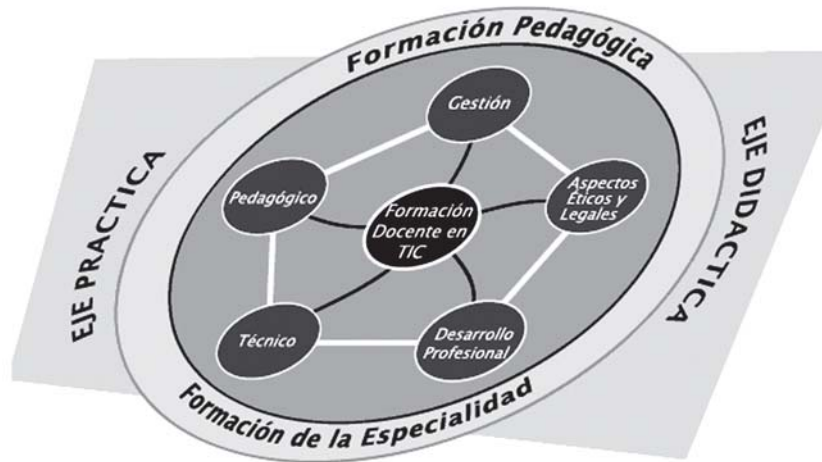 Formación Pedagógica
Gestión
EJE PRACTICA
EJE DIDACTICA
Pedagógico
Aspectos
Éticos y
Legales
Formación
Docente en
TIC
Técnico
Desarrollo
Profesional
Formación de la Especialidad